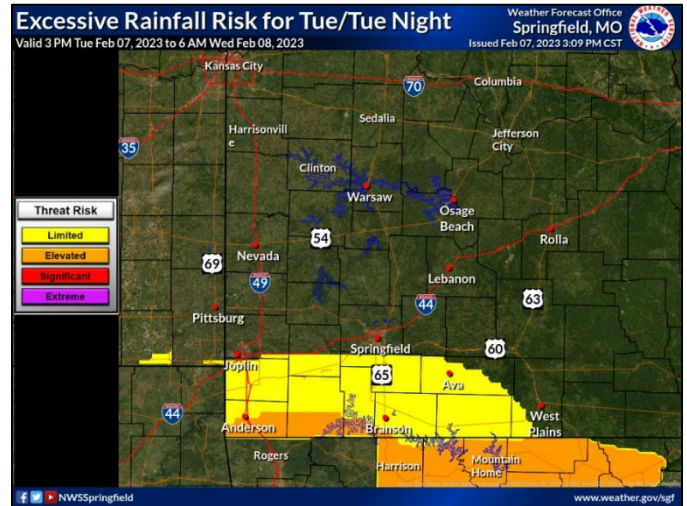 Excessive Rainfall Risk for Tue/Tue Night
Weather Forecast Office
Springfield, MO
Valid 3 PM Tue Feb 07, 2023 to 6 AM Wed Feb 08, 2023
Issued Feb 07, 2023 3:09 PM CST
Kansas City
70
Columbia
Sedalia
Harrisonvill
e
Jefferson
City
35
Clinton
Warsaw
Osage
Beach
Threat Risk
Limited
Elevated
Significant
Extreme
54
Rolla
Nevada
69
Lebanon
49
63
44
Pittsburg
Springfield
60
Joplin
65
Ava
44
Anderson
Branson
West
Plains
Rogers
Harrison
Mountain
Home
NWSSpringfield
www.weather.gov/sgf